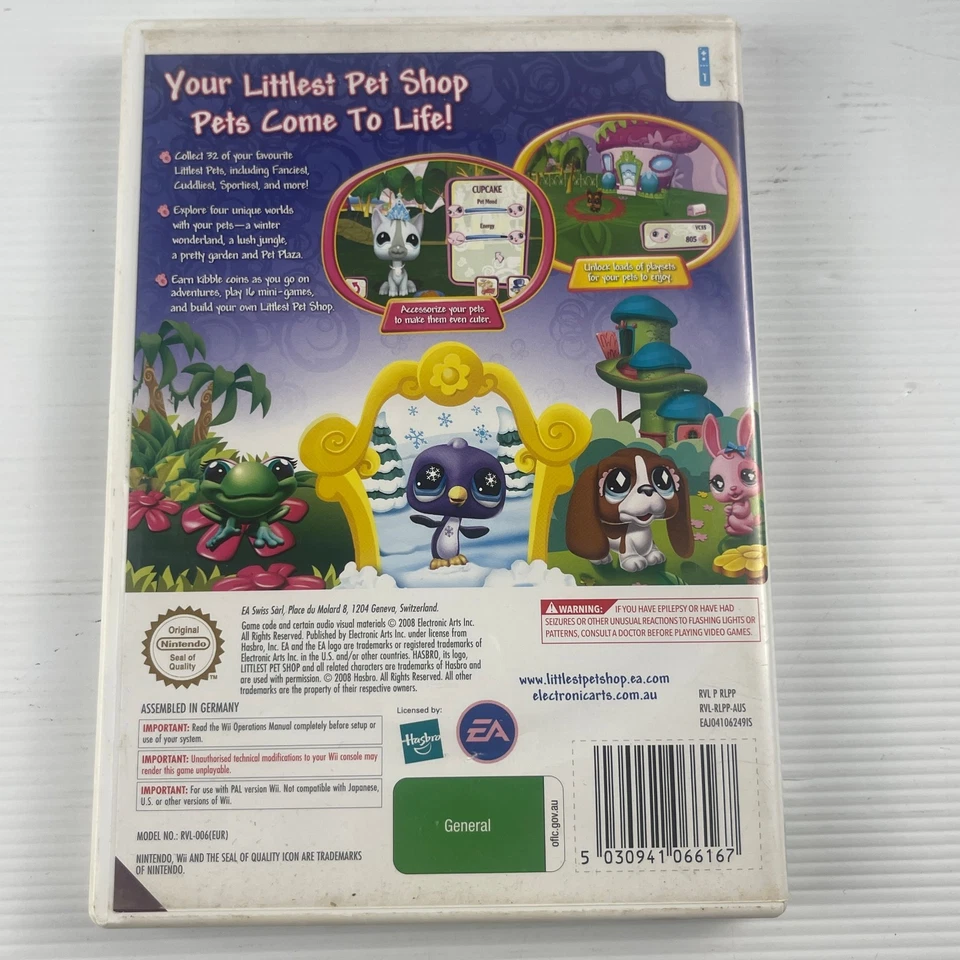 Your Littlest Pet Shop
Pets Come To Life!
Collect 32 of your favourite
Littlest Pets, including Fanciest,
Cuddliest, Sportiest, and more!
Explore four unique worlds
with your pets—a winter
wonderland, a lush jungle,
a pretty garden and Pet Plaza.
Earn kibble coins as you go on
adventures, play 16 mini-games,
and build your own Littlest Pet Shop.
1
CUPCAKE
Pet Mood
Energy
Accessorize your pets
to make them even cuter.
805
Unlock loads of playsets
for your pets to enjoy.
EA Swiss Sàrl, Place du Molard 8, 1204 Geneva, Switzerland.
Game code and certain audio visual materials © 2008 Electronic Arts Inc.
All Rights Reserved. Published by Electronic Arts Inc. under license from
Hasbro, Inc. EA and the EA logo are trademarks or registered trademarks of
Electronic Arts Inc. in the U.S. and/or other countries. HASBRO, its logo,
LITTLEST PET SHOP and all related characters are trademarks of Hasbro and
are used with permission. © 2008 Hasbro. All Rights Reserved. All other
trademarks are the property of their respective owners.
Original
Nintendo
Seal of
Quality
TM
WARNING: IF YOU HAVE EPILEPSY OR HAVE HAD
SEIZURES OR OTHER UNUSUAL REACTIONS TO FLASHING LIGHTS OR
PATTERNS, CONSULT A DOCTOR BEFORE PLAYING VIDEO GAMES.
www.littlestpetshop.ea.com
electronicarts.com.au
RVL P RLPP
RVL-RLPP-AUS
EAJ04106249IS
ASSEMBLED IN GERMANY
IMPORTANT: Read the Wii Operations Manual completely before setup or
use of your system.
IMPORTANT: Unauthorised technical modifications to your Wii console may
render this game unplayable.
IMPORTANT: For use with PAL version Wii. Not compatible with Japanese,
U.S. or other versions of Wii.
Licensed by:
Hasbro
EA
General
oflc.gov.au
MODEL NO.: RVL-006(EUR)
NINTENDO, Wii AND THE SEAL OF QUALITY ICON ARE TRADEMARKS
OF NINTENDO.
5 030941 066167